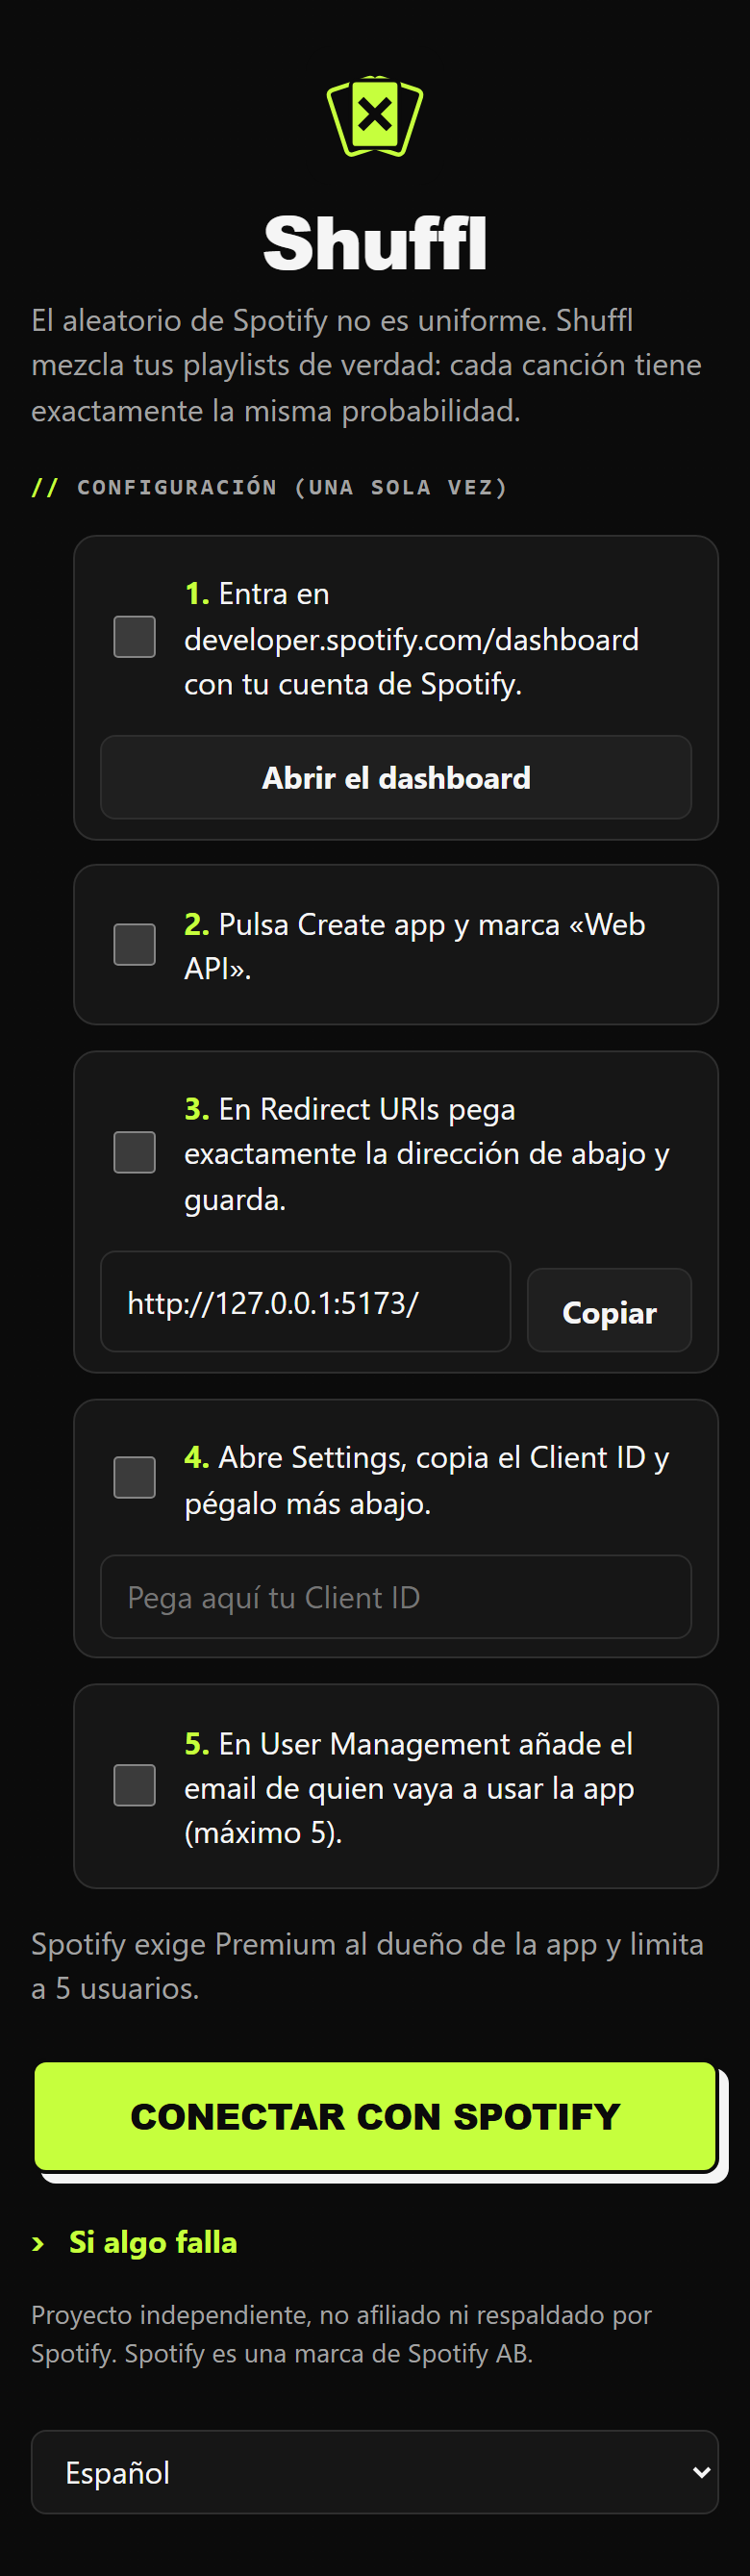 Shuffl
El aleatorio de Spotify no es uniforme. Shuffl
mezcla tus playlists de verdad: cada canción tiene
exactamente la misma probabilidad.
// CONFIGURACIÓN (UNA SOLA VEZ)
1. Entra en
developer.spotify.com/dashboard
con tu cuenta de Spotify.
Abrir el dashboard
2. Pulsa Create app y marca «Web
API».
3. En Redirect URIs pega
exactamente la dirección de abajo y
guarda.
http://127.0.0.1:5173/
Copiar
4. Abre Settings, copia el Client ID y
pégalo más abajo.
Pega aquí tu Client ID
5. En User Management añade el
email de quien vaya a usar la app
(máximo 5).
Spotify exige Premium al dueño de la app y limita
a 5 usuarios.
CONECTAR CON SPOTIFY
› Si algo falla
Proyecto independiente, no afiliado ni respaldado por
Spotify. Spotify es una marca de Spotify AB.
Español